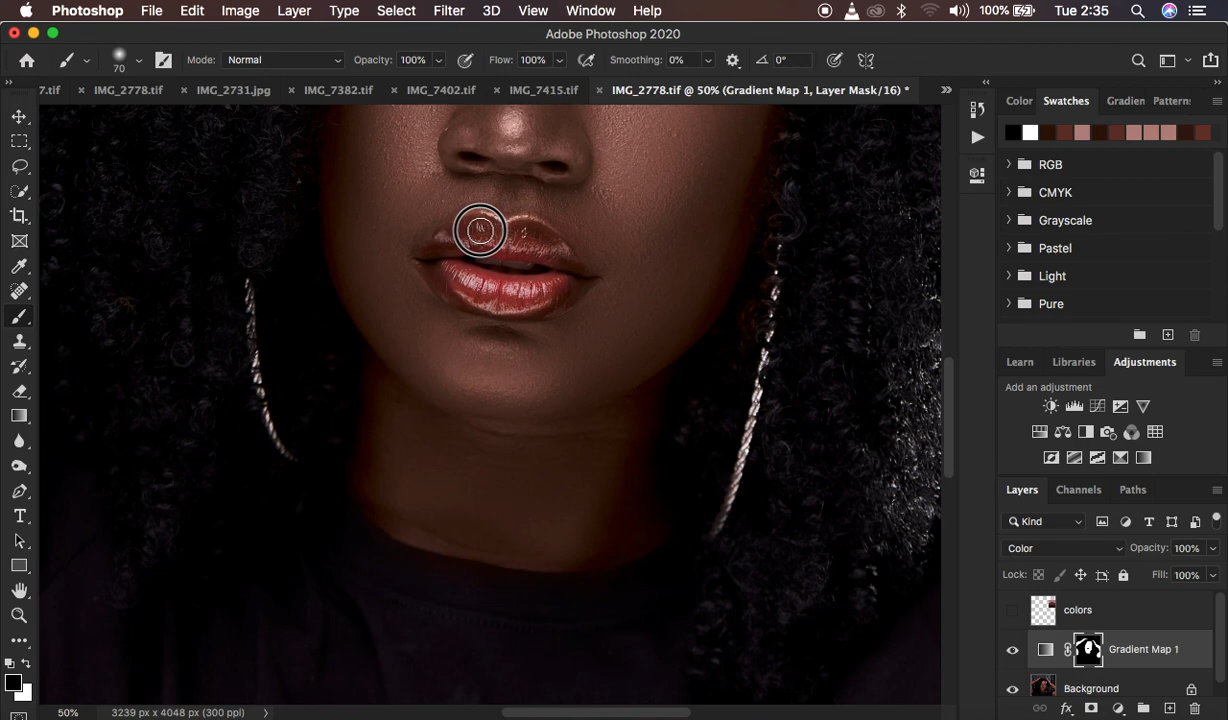 Photoshop File Edit Image Layer Type Select Filter 3D View Window Help 100% Tue 2:35
Adobe Photoshop 2020
70 Mode: Normal Opacity: 100% Flow: 100% Smoothing: 0% 0°
7.tif × IMG_2778.tif × IMG_2731.jpg × IMG_7382.tif × IMG_7402.tif × IMG_7415.tif × IMG_2778.tif @ 50% (Gradient Map 1, Layer Mask/16) *
Color Swatches Gradien Patterns
RGB
CMYK
Grayscale
Pastel
Light
Pure
Learn Libraries Adjustments
Add an adjustment
Layers Channels Paths
Kind
Color Opacity: 100%
Lock: Fill: 100%
colors
Gradient Map 1
Background
50% 3239 px x 4048 px (300 ppi)